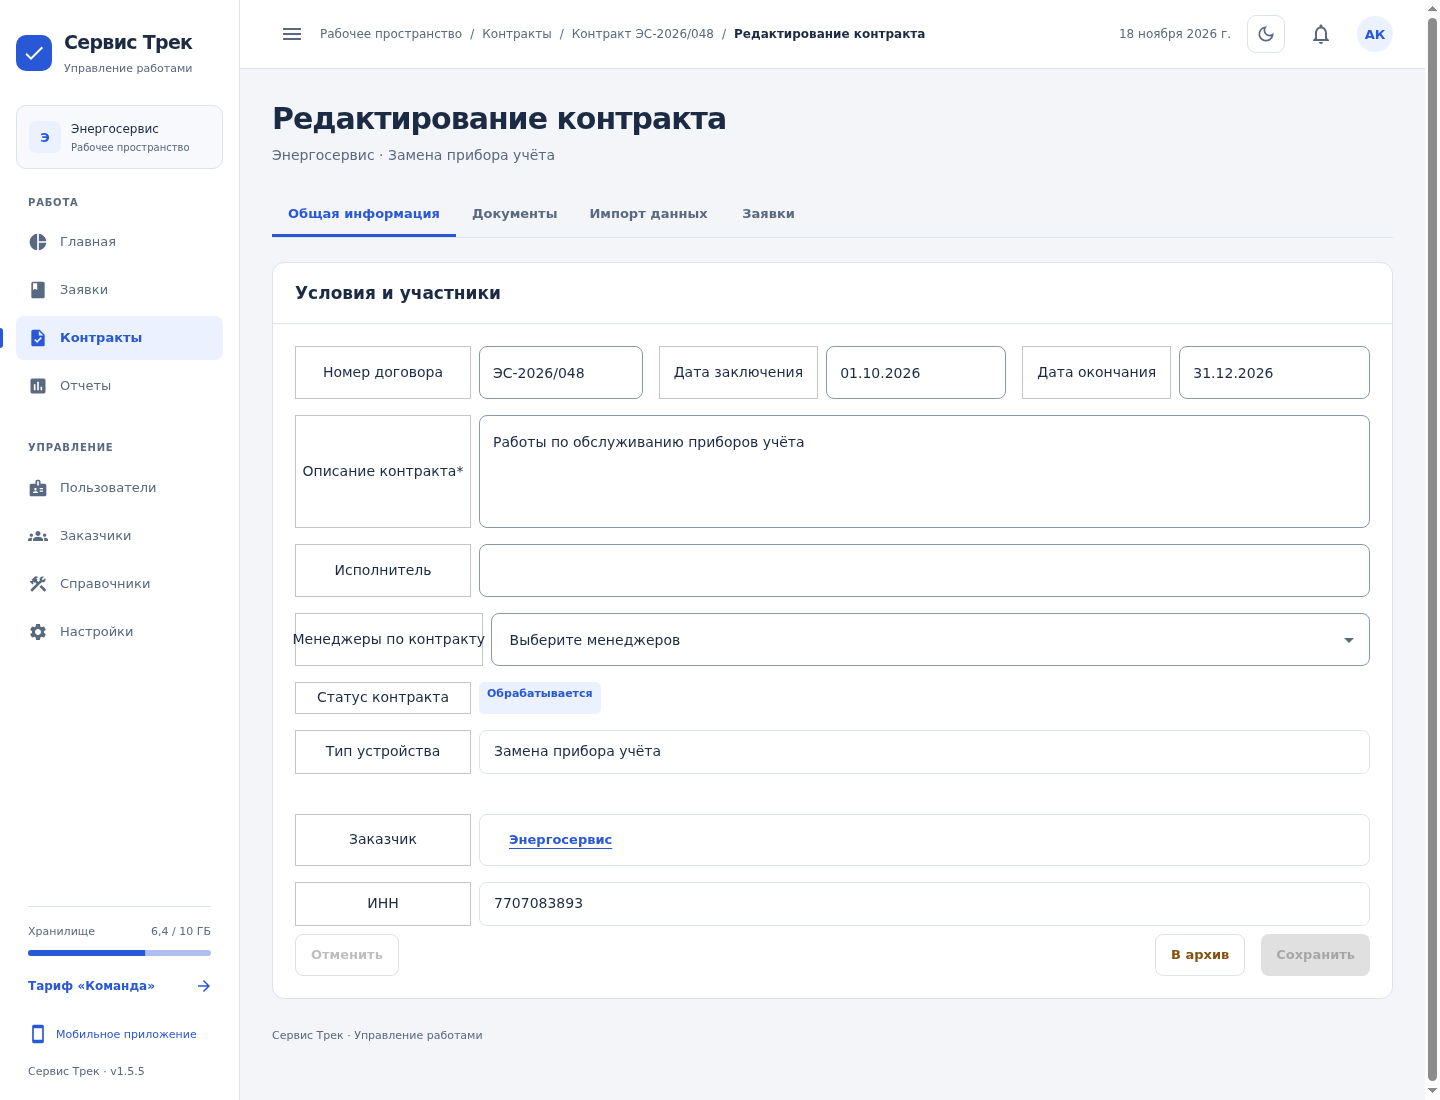 Сервис Трек
Управление работами
Э
Энергосервис
Рабочее пространство
РАБОТА
Главная
Заявки
Контракты
Отчеты
УПРАВЛЕНИЕ
Пользователи
Заказчики
Справочники
Настройки
Хранилище 6,4 / 10 ГБ
Тариф «Команда»
Мобильное приложение
Сервис Трек · v1.5.5
Рабочее пространство / Контракты / Контракт ЭС-2026/048 / Редактирование контракта
18 ноября 2026 г.
АК
Редактирование контракта
Энергосервис · Замена прибора учёта
Общая информация Документы Импорт данных Заявки
Условия и участники
Номер договора ЭС-2026/048 Дата заключения 01.10.2026 Дата окончания 31.12.2026
Описание контракта* Работы по обслуживанию приборов учёта
Исполнитель
Менеджеры по контракту Выберите менеджеров
Статус контракта Обрабатывается
Тип устройства Замена прибора учёта
Заказчик Энергосервис
ИНН 7707083893
Отменить В архив Сохранить
Сервис Трек · Управление работами